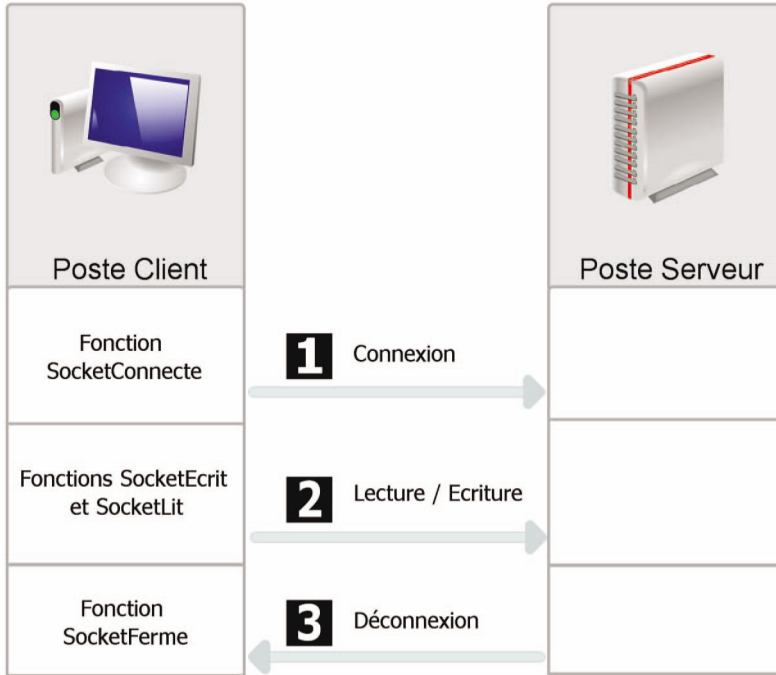 Poste Client
Poste Serveur
Fonction
SocketConnecte
1 Connexion
Fonctions SocketEcrit
et SocketLit
2 Lecture / Ecriture
Fonction
SocketFerme
3 Déconnexion